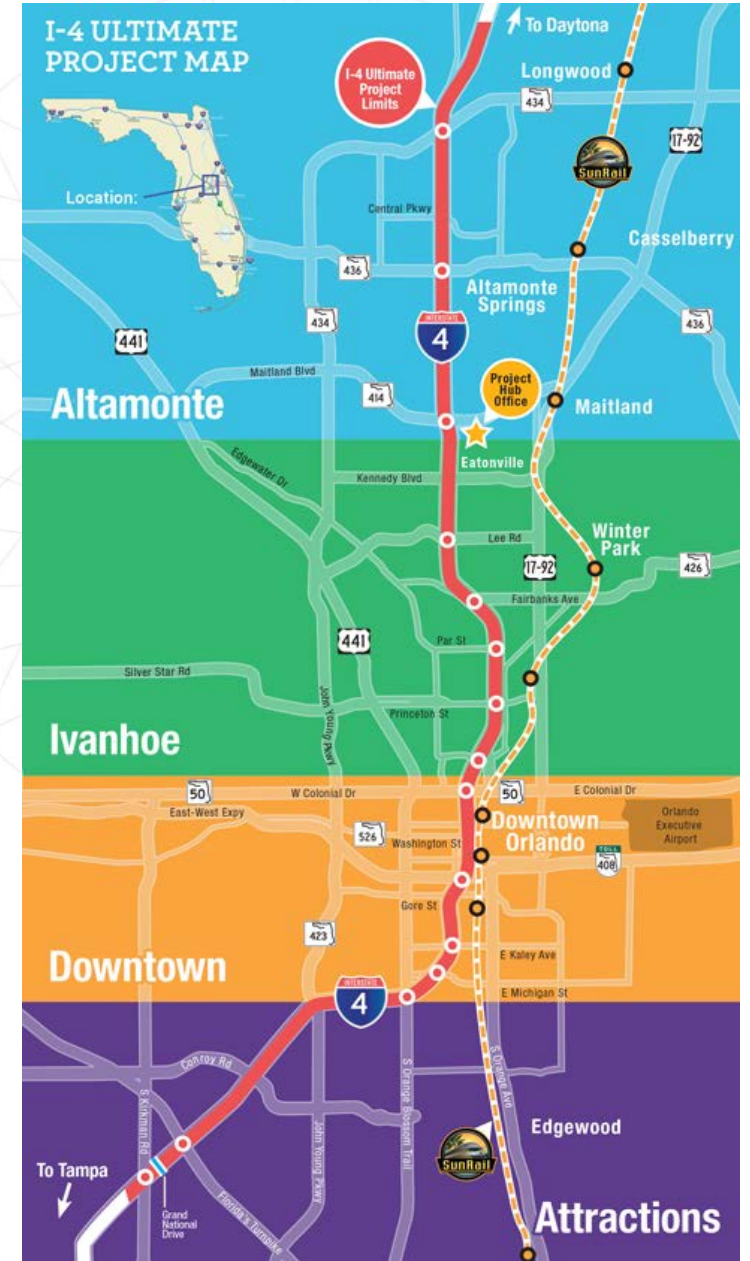 I-4 ULTIMATE
PROJECT MAP
To Daytona
Longwood
I-4 Ultimate
Project
Limits
434
17-92
SunRail
Location:
Central Pkwy
Casselberry
436
Altamonte
Springs
434
436
441
INTERSTATE
4
Maitland Blvd
414
Project
Hub
Office
Altamonte
Maitland
Eatonville
Edgewater Dr
Kennedy Blvd
Winter
Park
Lee Rd
17-92
426
Fairbanks Ave
441
Par St
Silver Star Rd
John Young Pkwy
Princeton St
Ivanhoe
50
W Colonial Dr
50
E Colonial Dr
East-West Expy
526
Washington St
Downtown
Orlando
Orlando
Executive
Airport
TOLL
408
Gore St
423
E Kaley Ave
Downtown
E Michigan St
INTERSTATE
4
Conroy Rd
S Kirkman Rd
John Young Pkwy
S Orange Blossom Trail
S Orange Ave
Edgewood
SunRail
To Tampa
Grand
National
Drive
Florida's Turnpike
Attractions